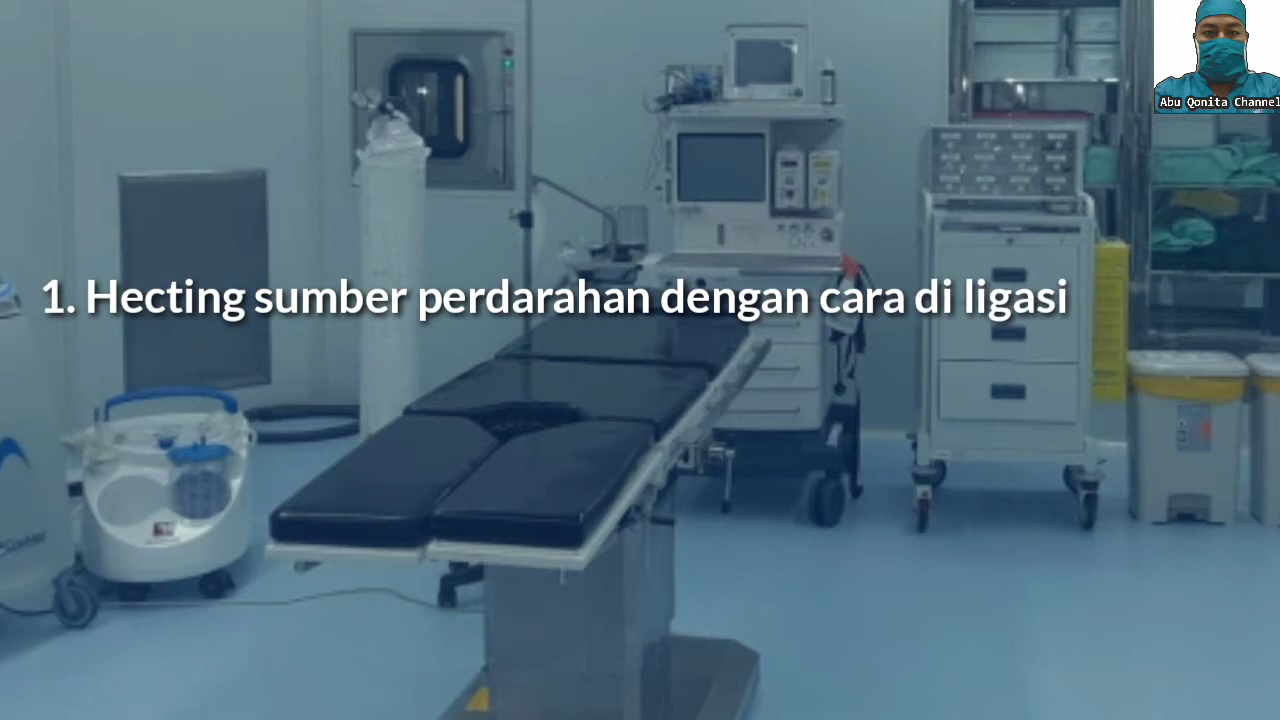 Abu Qonita Channel
1. Hecting sumber perdarahan dengan cara di ligasi